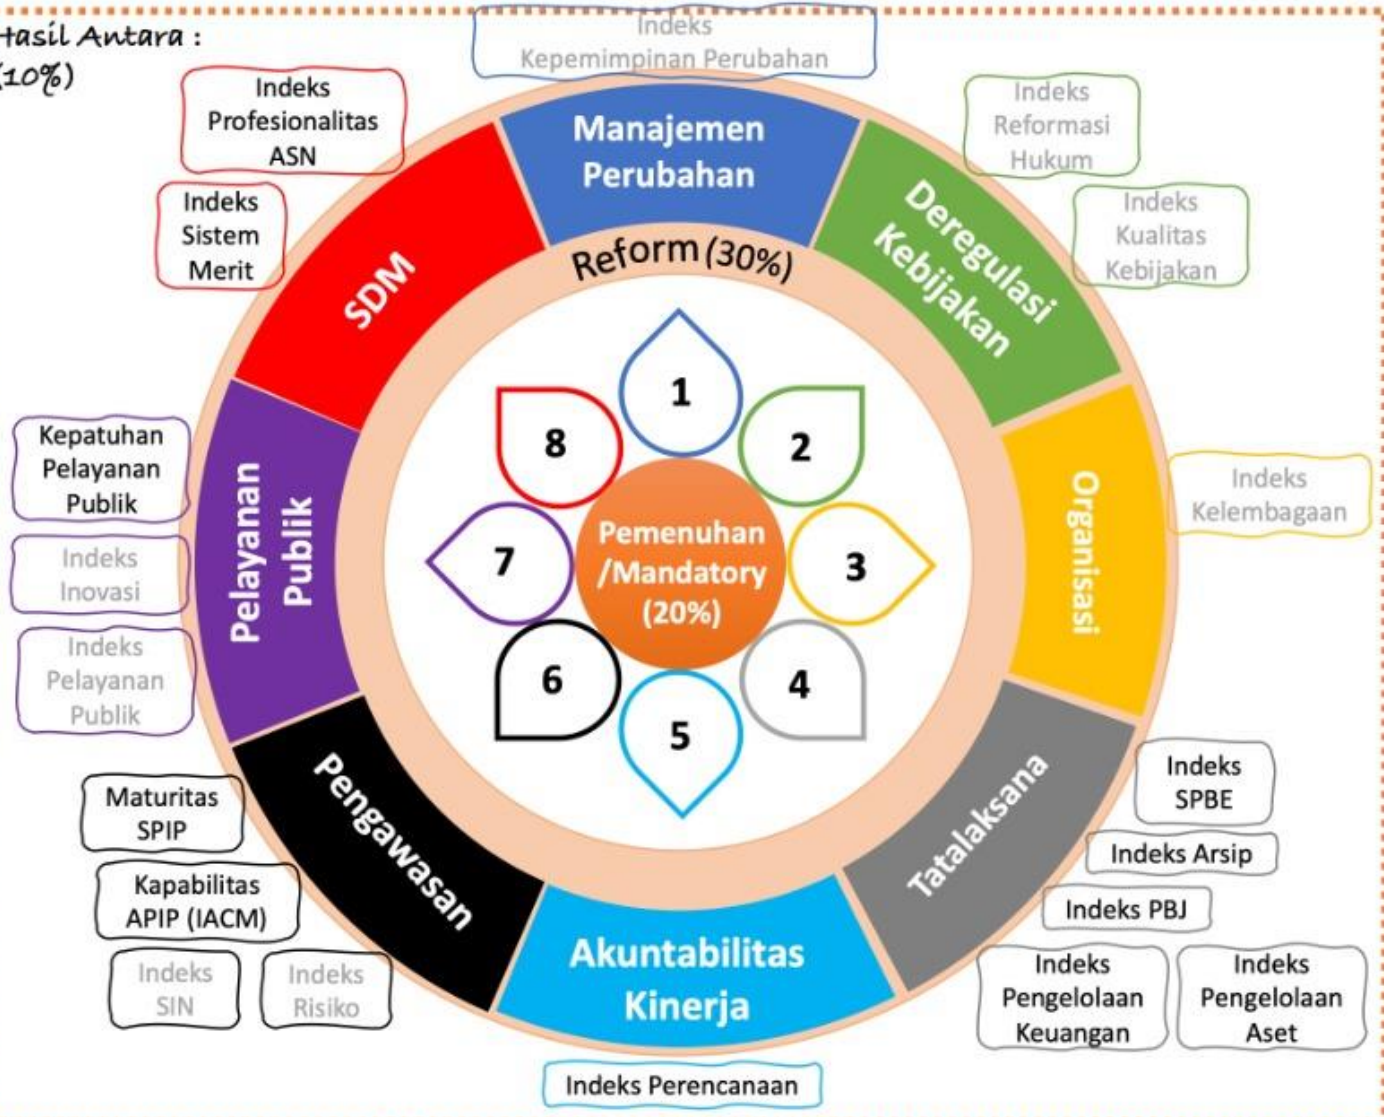 Hasil Antara :
(10%)
Indeks
Kepemimpinan Perubahan
Indeks
Profesionalitas
ASN
Indeks
Sistem
Merit
Indeks
Reformasi
Hukum
Indeks
Kualitas
Kebijakan
Manajemen
Perubahan
Deregulasi
Kebijakan
SDM
Reform (30%)
Organisasi
Indeks
Kelembagaan
Pelayanan
Publik
Kepatuhan
Pelayanan
Publik
Indeks
Inovasi
Indeks
Pelayanan
Publik
1
2
3
4
5
6
7
8
Pemenuhan
/Mandatory
(20%)
Tatalaksana
Indeks
SPBE
Indeks Arsip
Indeks PBJ
Indeks
Pengelolaan
Keuangan
Indeks
Pengelolaan
Aset
Pengawasan
Maturitas
SPIP
Kapabilitas
APIP (IACM)
Indeks
SIN
Indeks
Risiko
Akuntabilitas
Kinerja
Indeks Perencanaan